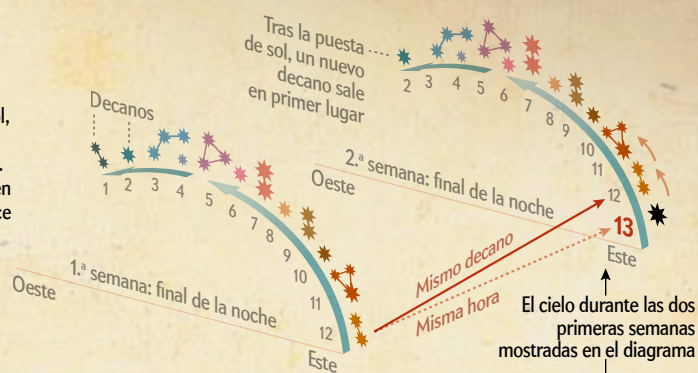 Tras la puesta
de sol, un nuevo
decano sale
en primer lugar
2 3 4 5 6 7 8 9 10 11 12 13
2.ª semana: final de la noche
Oeste
Este
Decanos
1 2 3 4 5 6 7 8 9 10 11 12
1.ª semana: final de la noche
Oeste
Este
Mismo decano
Misma hora
El cielo durante las dos
primeras semanas
mostradas en el diagrama
l,
.
en
ce